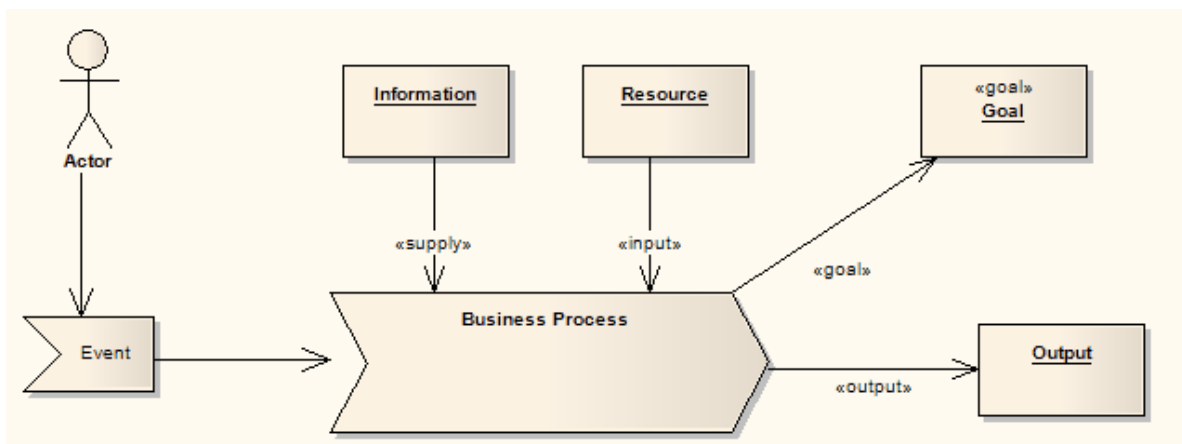 Actor
Information
Resource
«goal»
Goal
«supply»
«input»
«goal»
Event
Business Process
Output
«output»